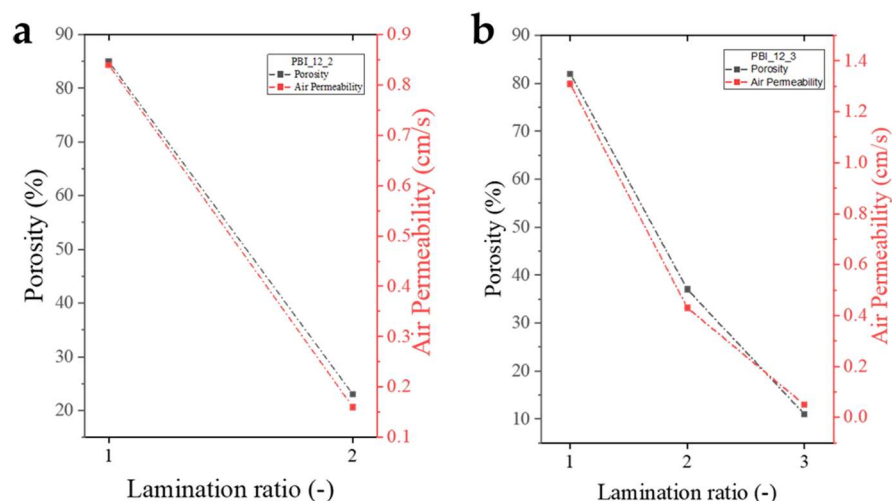 a
PBI_12_2
Porosity
Air Permeability
90
80
70
60
50
40
30
20
Porosity (%)
0.9
0.8
0.7
0.6
0.5
0.4
0.3
0.2
0.1
Air Permeability (cm/s)
1
2
Lamination ratio (-)
b
PBI_12_3
Porosity
Air Permeability
90
80
70
60
50
40
30
20
10
Porosity (%)
1.4
1.2
1.0
0.8
0.6
0.4
0.2
0.0
Air Permeability (cm/s)
1
2
3
Lamination ratio (-)